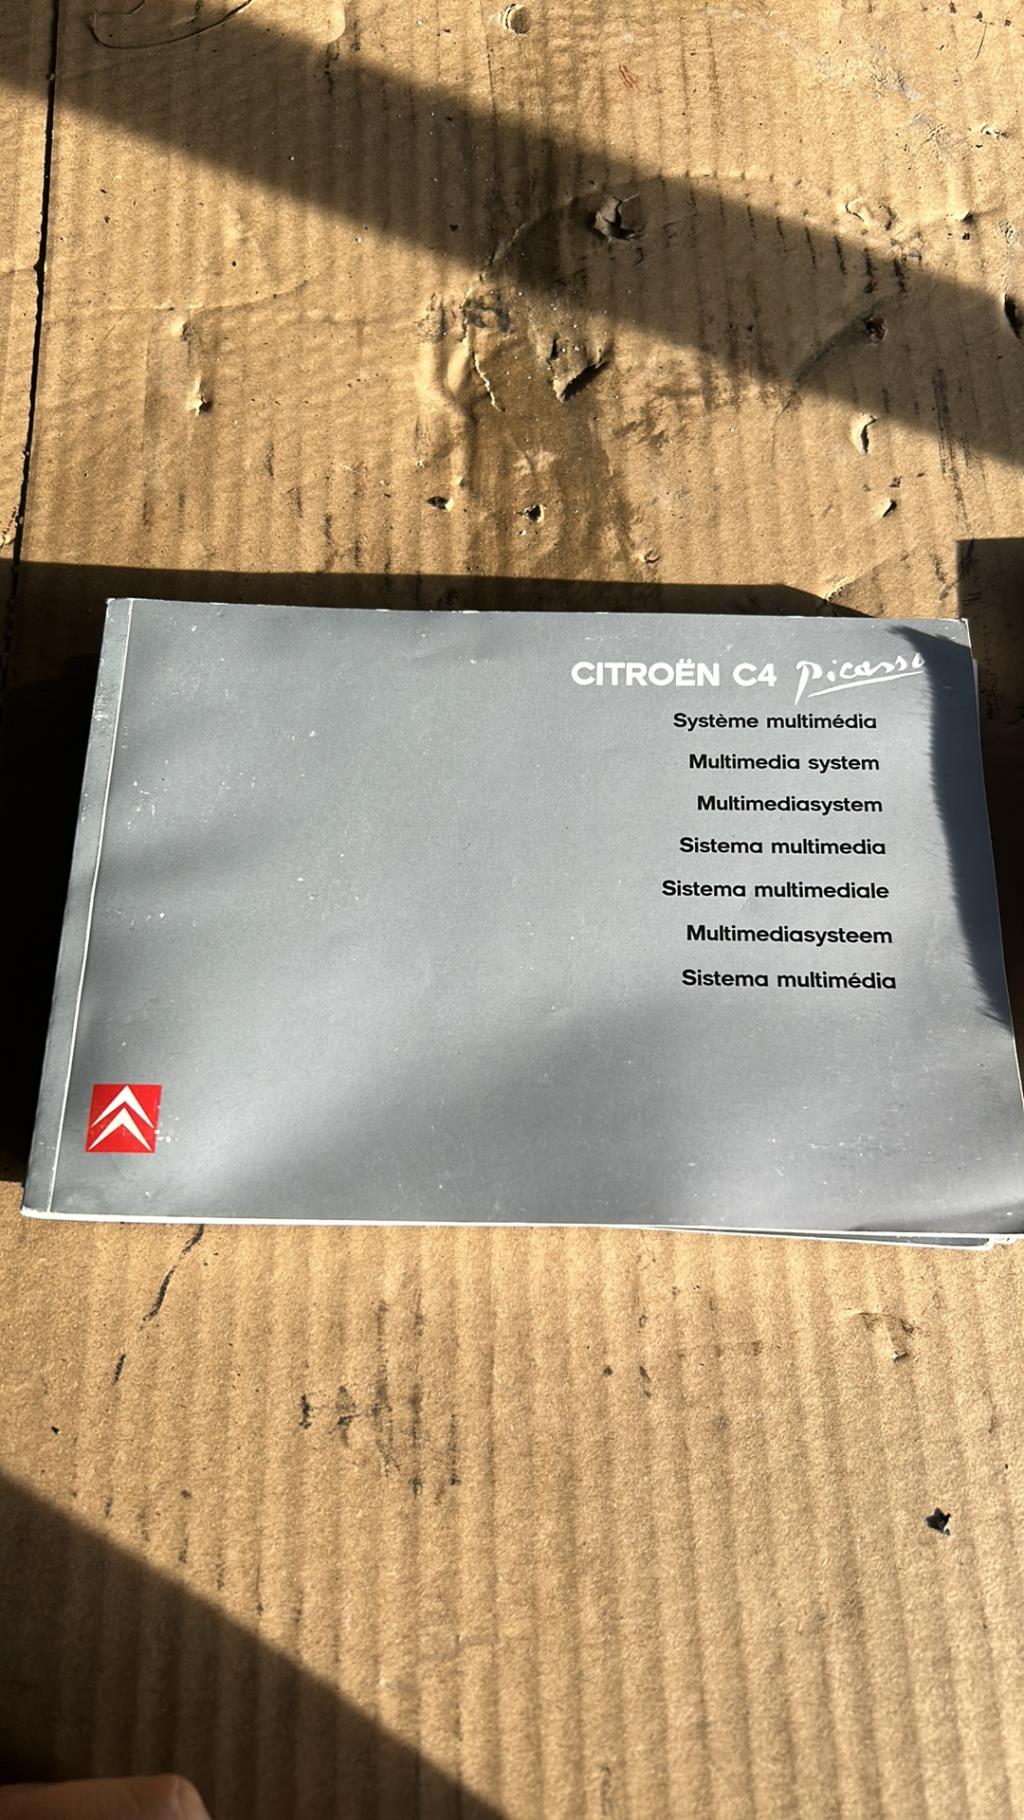 CITROËN C4 Picasso
Système multimédia
Multimedia system
Multimediasystem
Sistema multimedia
Sistema multimediale
Multimediasysteem
Sistema multimédia